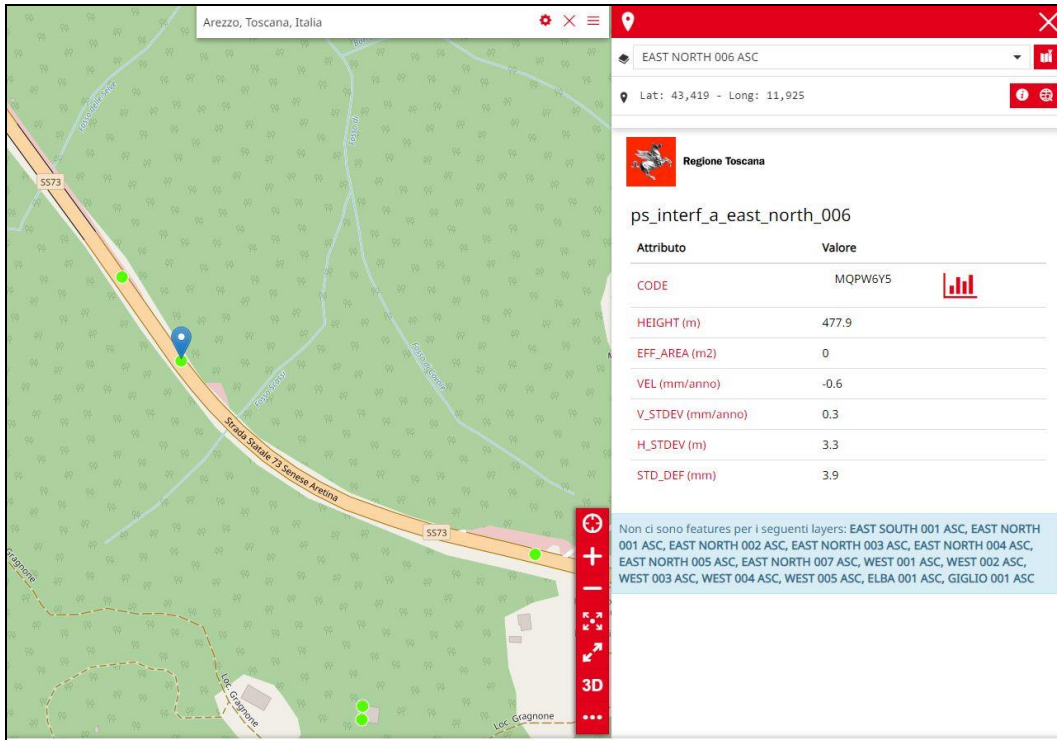 Arezzo, Toscana, Italia
EAST NORTH 006 ASC
Lat: 43,419 - Long: 11,925
Regione Toscana
ps_interf_a_east_north_006
Attributo Valore
CODE MQPW6Y5
HEIGHT (m) 477.9
EFF_AREA (m2) 0
VEL (mm/anno) -0.6
V_STDEV (mm/anno) 0.3
H_STDEV (m) 3.3
STD_DEF (mm) 3.9
Non ci sono features per i seguenti layers: EAST SOUTH 001 ASC, EAST NORTH
001 ASC, EAST NORTH 002 ASC, EAST NORTH 003 ASC, EAST NORTH 004 ASC,
EAST NORTH 005 ASC, EAST NORTH 007 ASC, WEST 001 ASC, WEST 002 ASC,
WEST 003 ASC, WEST 004 ASC, WEST 005 ASC, ELBA 001 ASC, GIGLIO 001 ASC
Fosso di
SS73
Strada Statale 73 Senese Aretina
SS73
Gragnone
Loc. Gragnone
Loc. Gragnone
3D